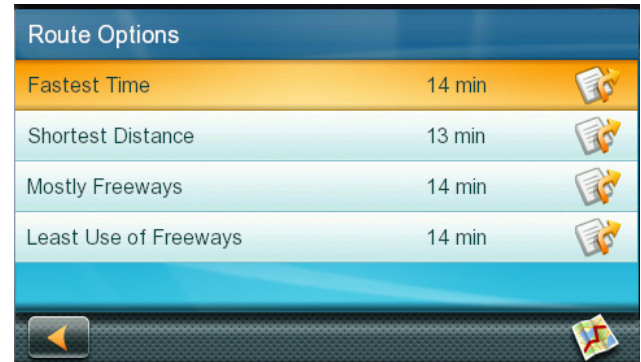 Route Options
Fastest Time 14 min
Shortest Distance 13 min
Mostly Freeways 14 min
Least Use of Freeways 14 min